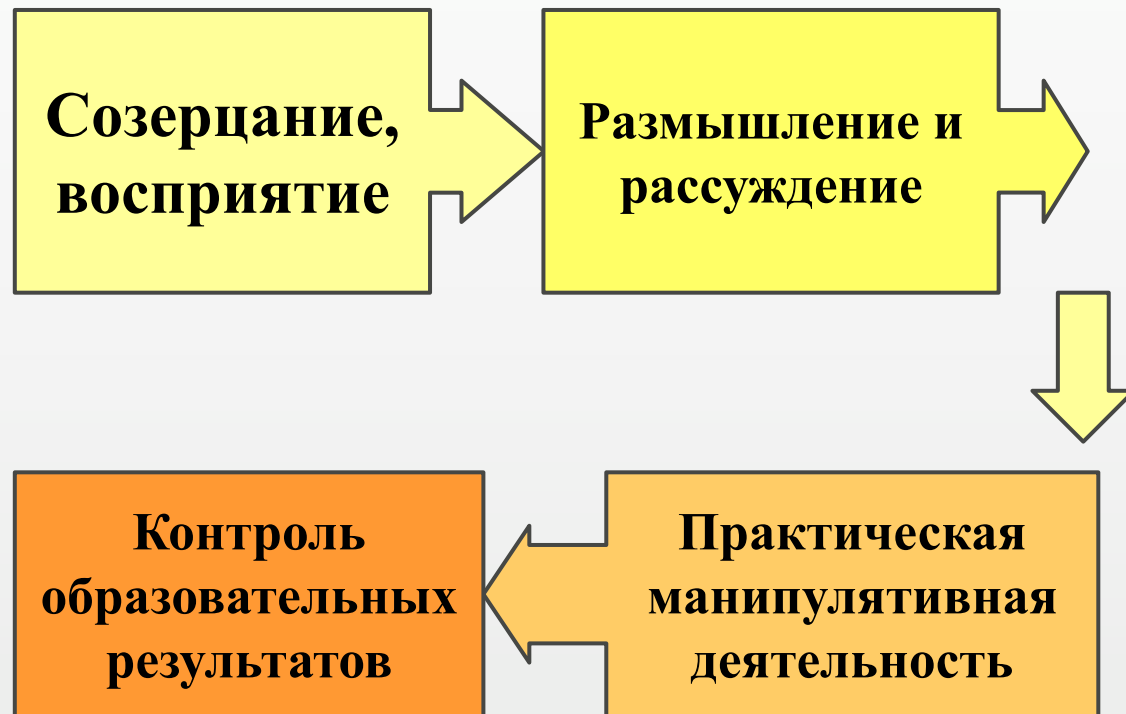 Созерцание,
восприятие
Размышление и
рассуждение
Практическая
манипулятивная
деятельность
Контроль
образовательных
результатов